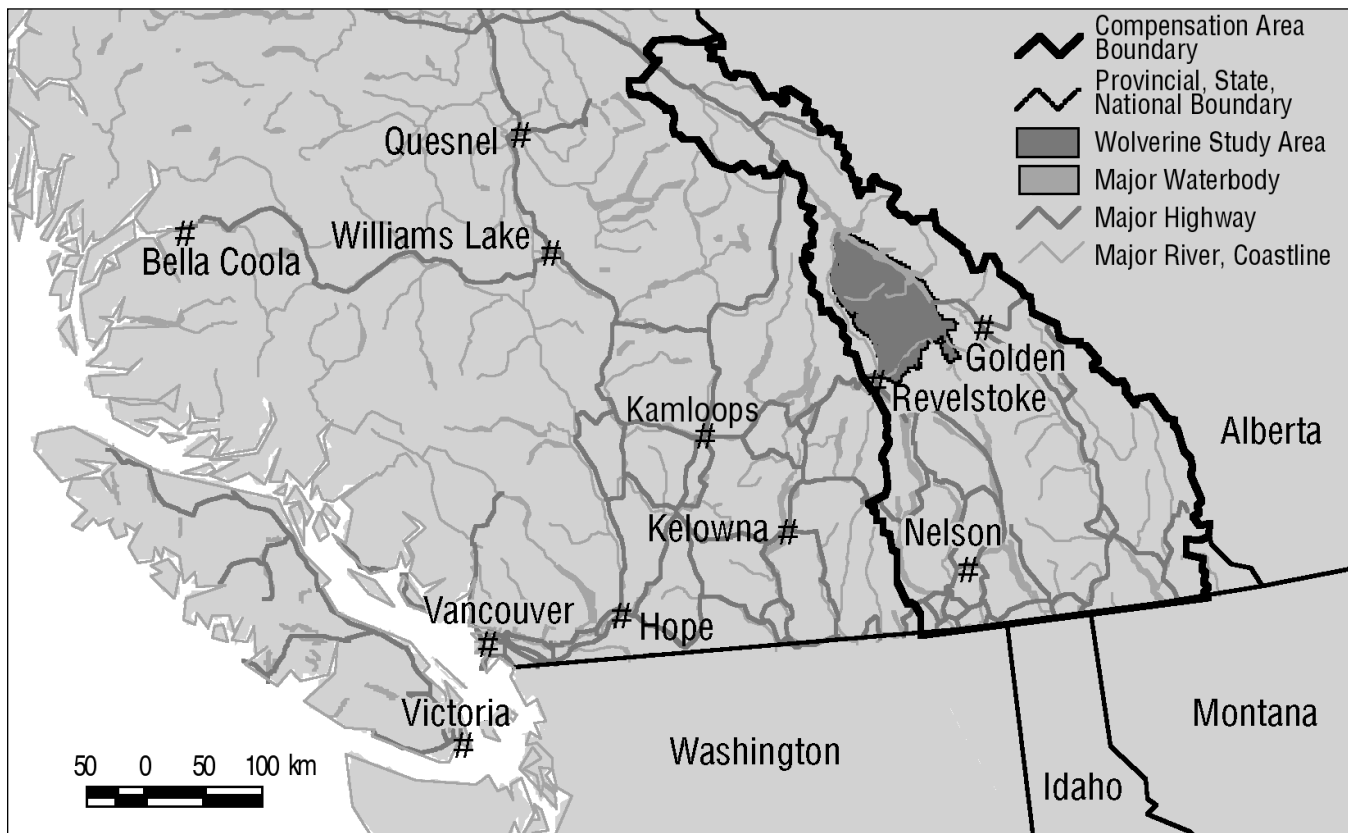 Compensation Area
Boundary
Provincial, State,
National Boundary
Wolverine Study Area
Major Waterbody
Major Highway
Major River, Coastline
#
Quesnel
#
Bella Coola
Williams Lake
#
#
Golden
#
Revelstoke
Kamloops
#
Alberta
Kelowna
#
Nelson
#
Vancouver
#
#
Hope
Victoria
#
Washington
Idaho
Montana
50 0 50 100 km